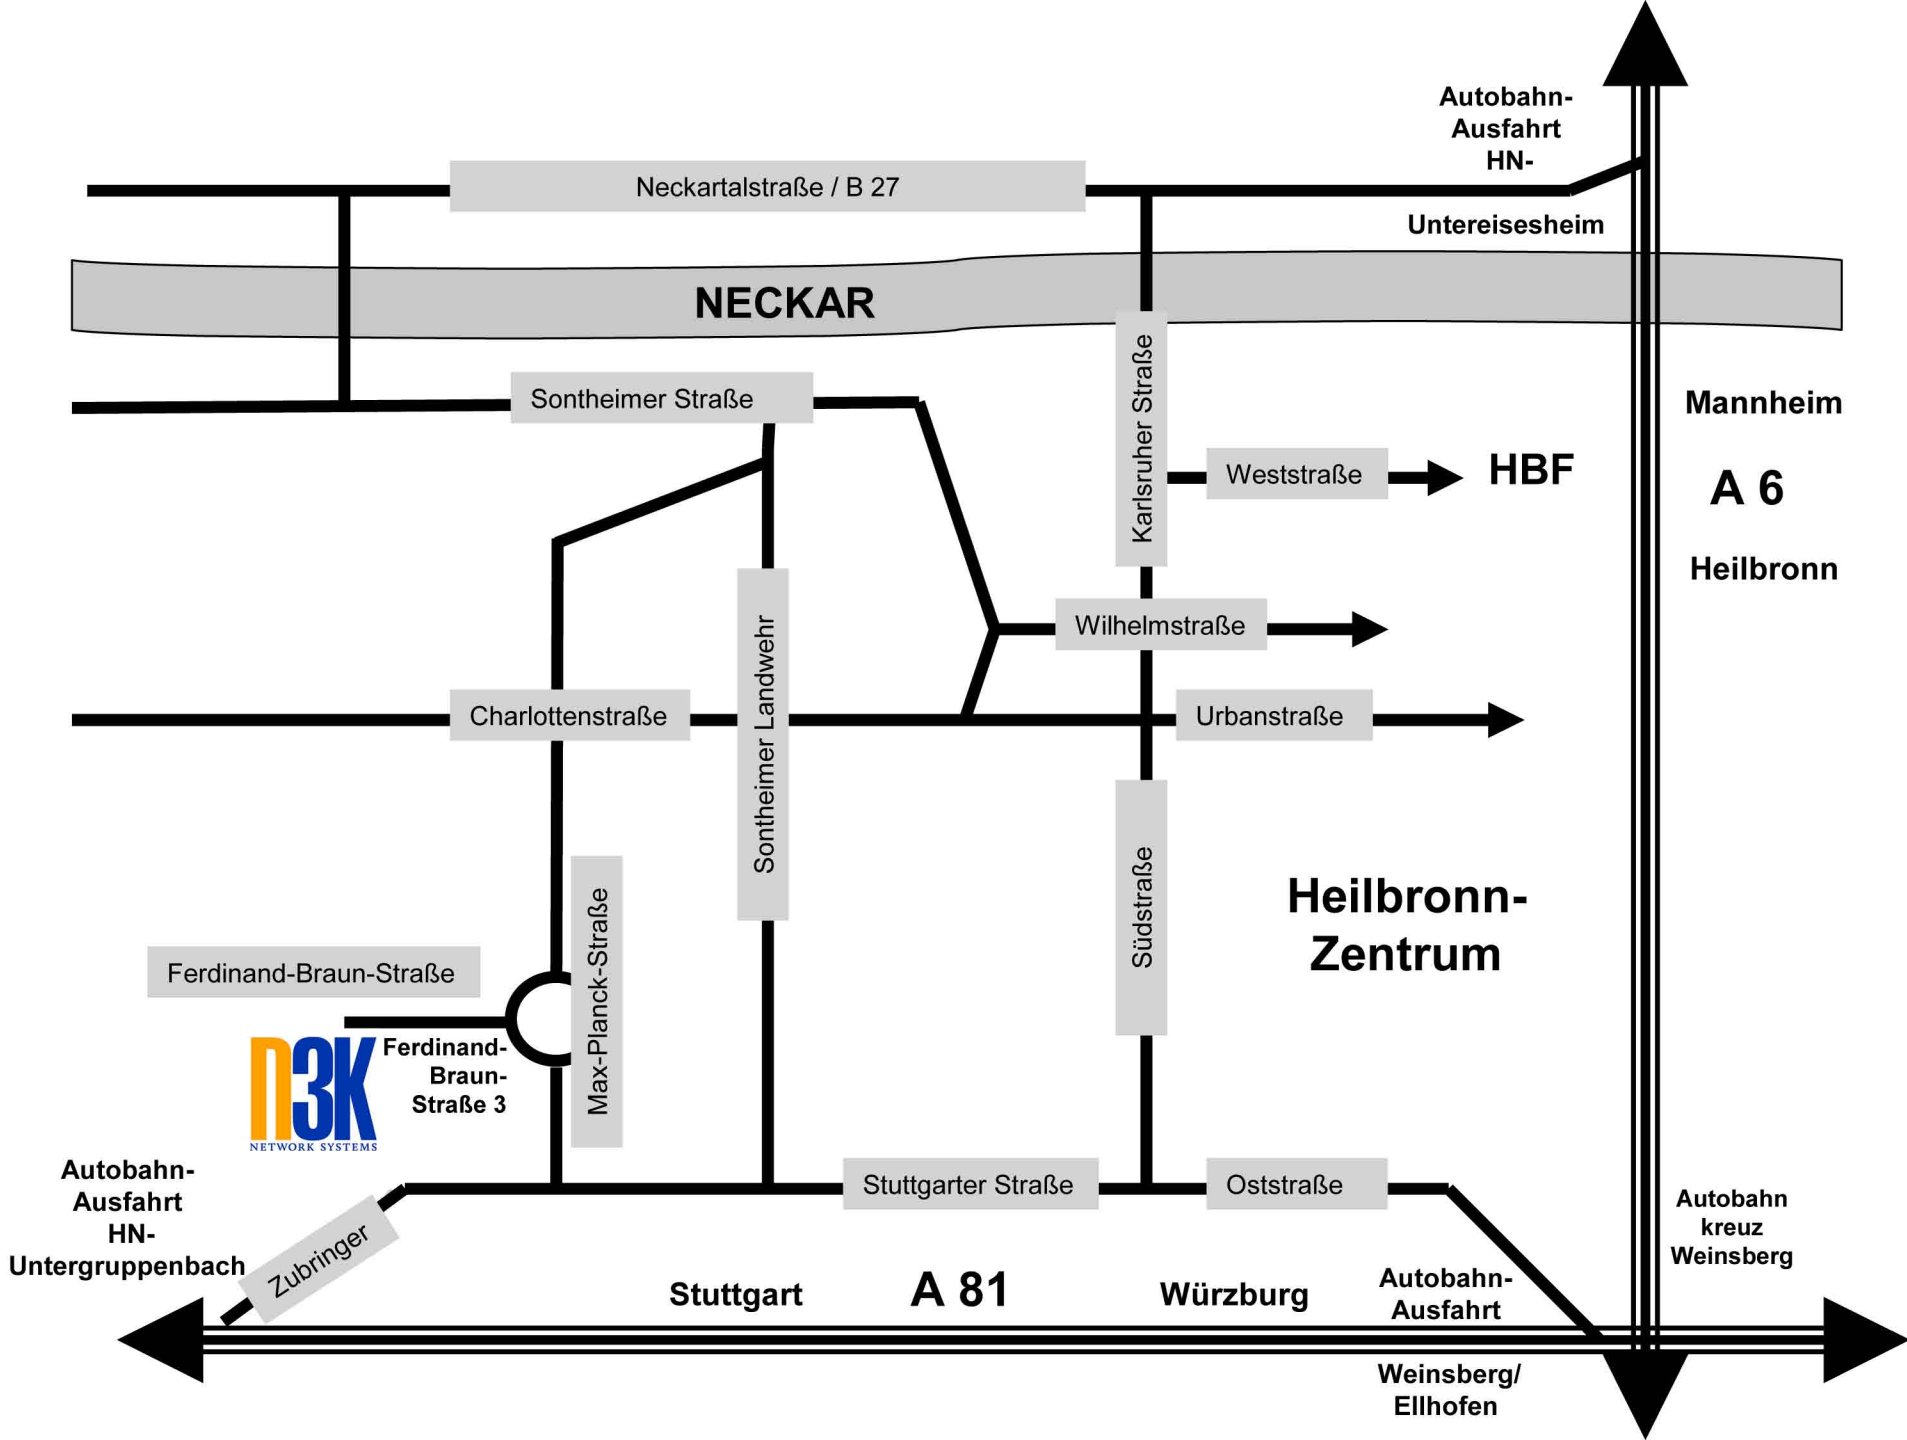 Autobahn-
Ausfahrt
HN-
Untereisesheim
Neckartalstraße / B 27
NECKAR
Sontheimer Straße
Karlsruher Straße
Mannheim
A 6
Heilbronn
Weststraße
HBF
Wilhelmstraße
Sontheimer Landwehr
Charlottenstraße
Urbanstraße
Südstraße
Heilbronn-
Zentrum
Max-Planck-Straße
Ferdinand-Braun-Straße
n3K
NETWORK SYSTEMS
Ferdinand-
Braun-
Straße 3
Autobahn-
Ausfahrt
HN-
Untergruppenbach
Zubringer
Stuttgarter Straße
Oststraße
Autobahn
kreuz
Weinsberg
Stuttgart
A 81
Würzburg
Autobahn-
Ausfahrt
Weinsberg/
Ellhofen